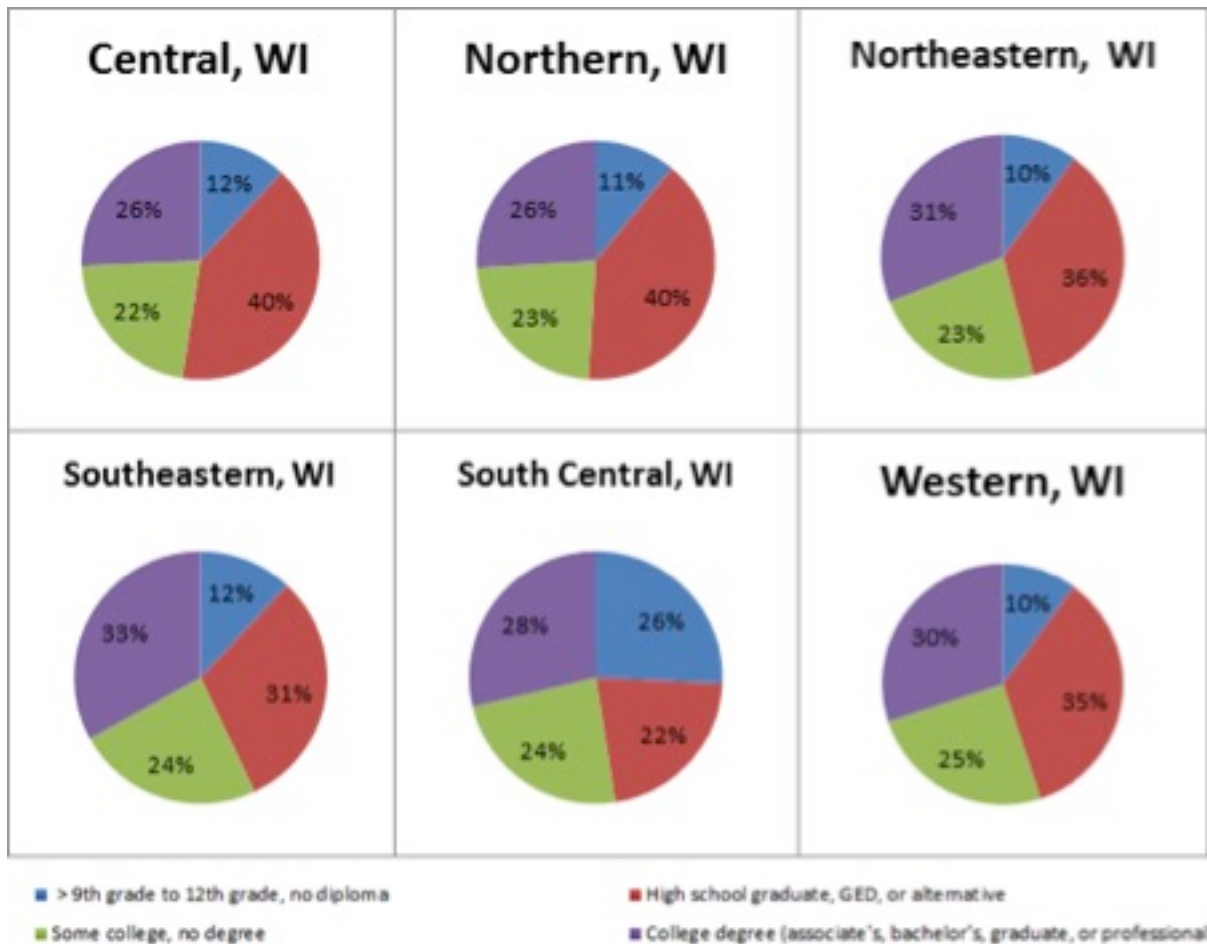 Central, WI
12%
26%
40%
22%
Northern, WI
11%
26%
40%
23%
Northeastern, WI
10%
31%
36%
23%
Southeastern, WI
12%
33%
31%
24%
South Central, WI
28%
26%
22%
24%
Western, WI
10%
30%
35%
25%
> 9th grade to 12th grade, no diploma
High school graduate, GED, or alternative
Some college, no degree
College degree (associate's, bachelor's, graduate, or professional